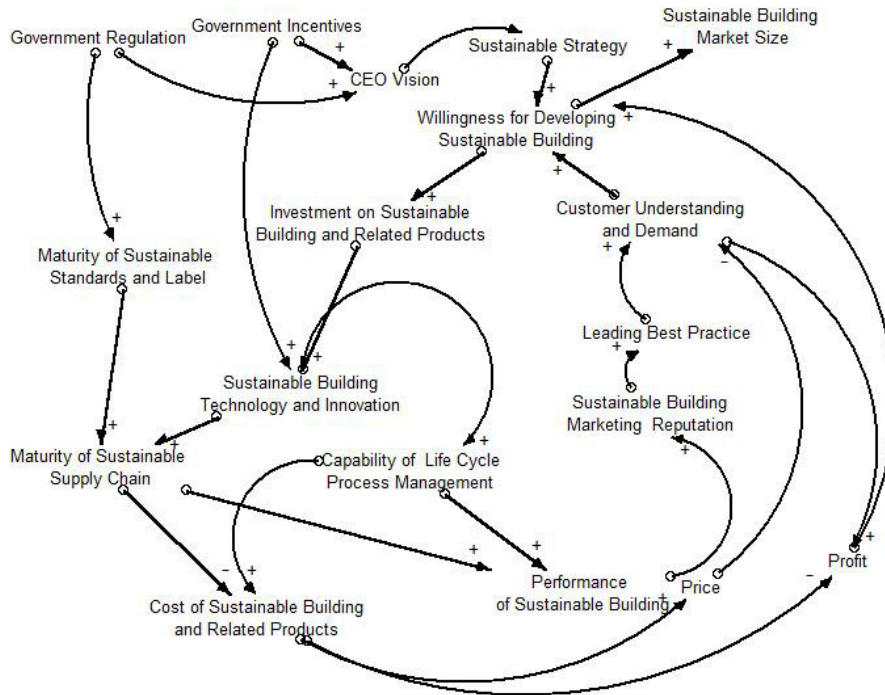 Government Regulation
Government Incentives
Sustainable Building
Market Size
Sustainable Strategy
CEO Vision
Willingness for Developing
Sustainable Building
Investment on Sustainable
Building and Related Products
Customer Understanding
and Demand
Maturity of Sustainable
Standards and Label
Leading Best Practice
Sustainable Building
Technology and Innovation
Sustainable Building
Marketing Reputation
Maturity of Sustainable
Supply Chain
Capability of Life Cycle
Process Management
Profit
Performance
of Sustainable Building
Price
Cost of Sustainable Building
and Related Products